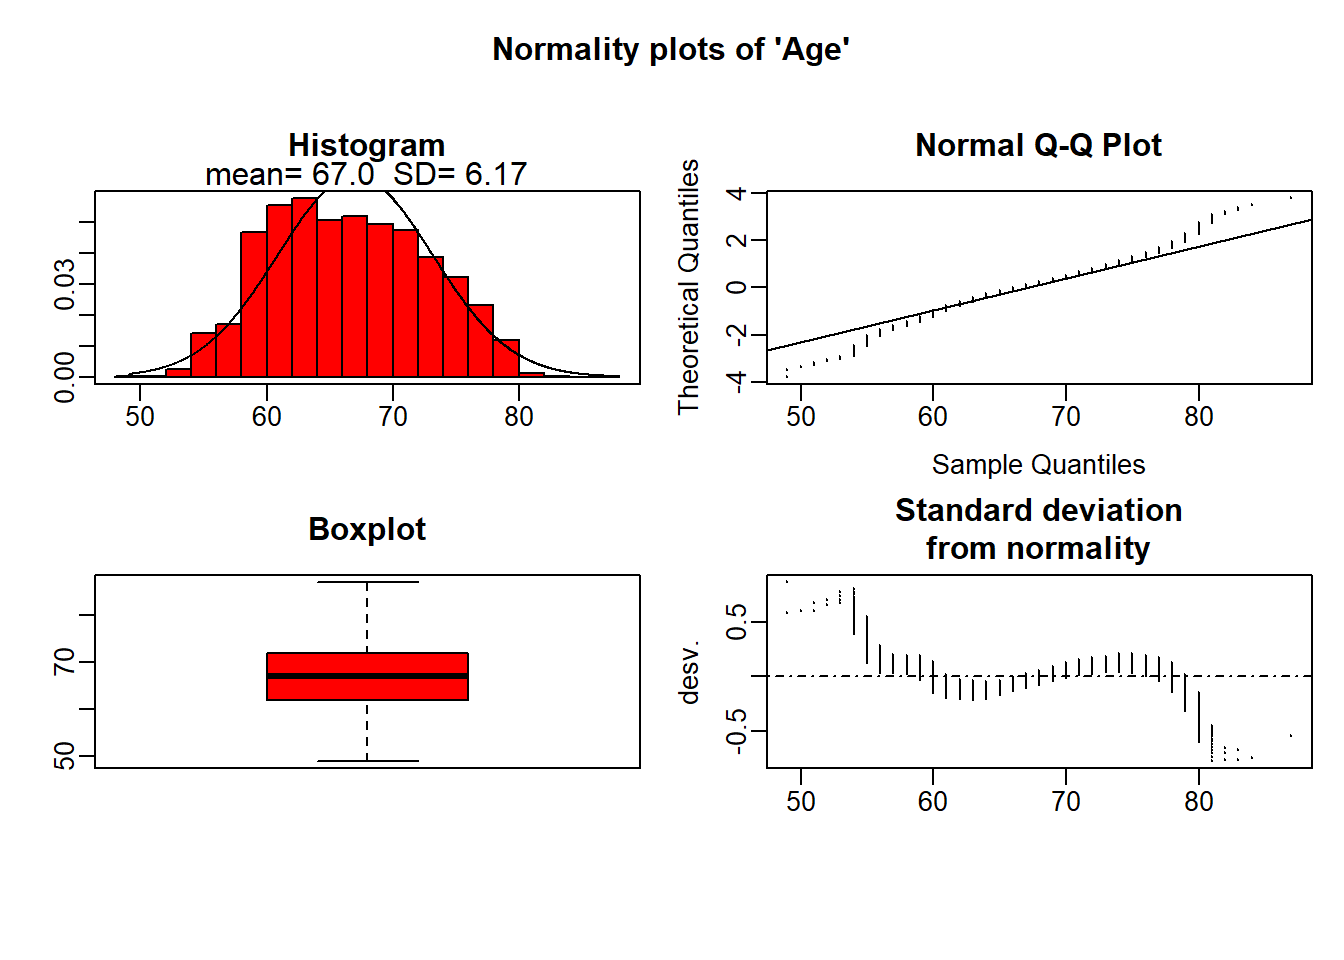 Normality plots of 'Age'
Histogram
mean= 67.0  SD= 6.17
0.03
0.00
50 60 70 80
Normal Q-Q Plot
Theoretical Quantiles
4
2
0
-2
-4
50 60 70 80
Sample Quantiles
Boxplot
70
50
Standard deviation
from normality
desv.
0.5
-0.5
50 60 70 80